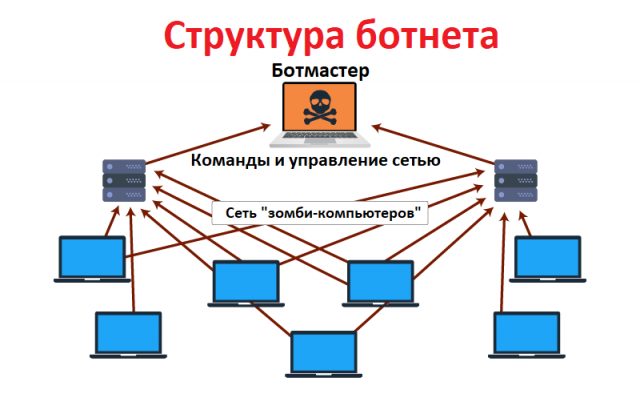 Структура ботнета
Ботмастер
Команды и управление сетью
Сеть "зомби-компьютеров"